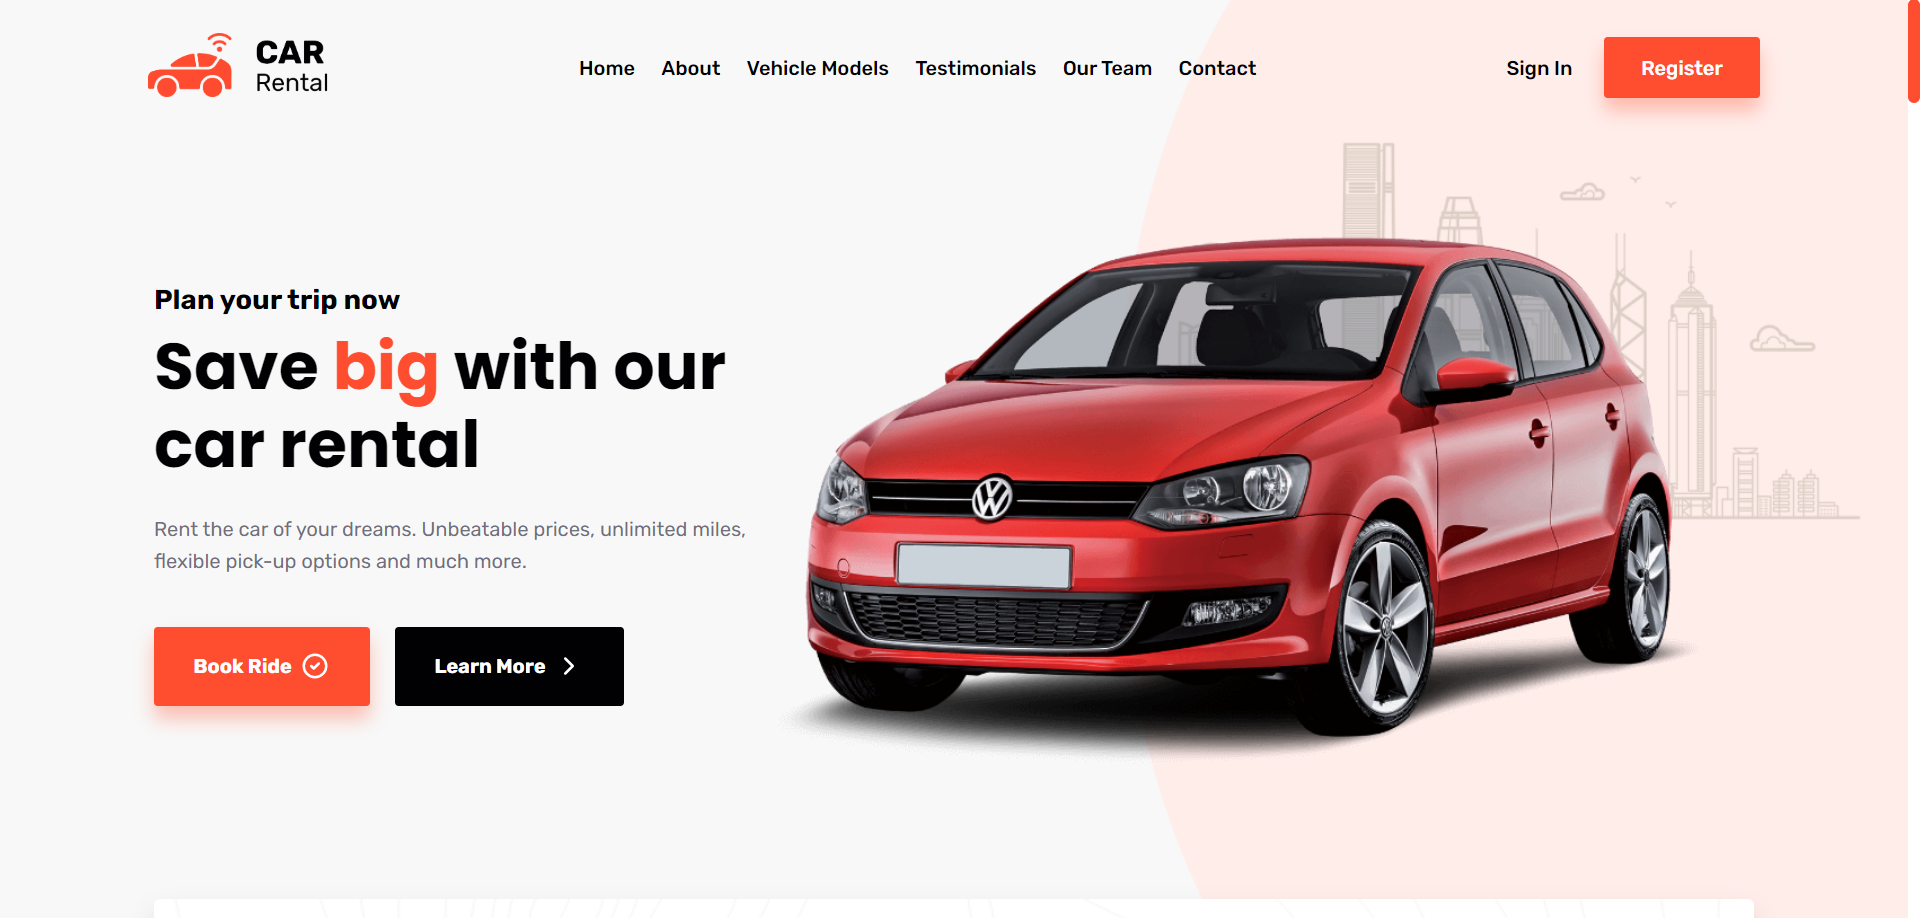 CAR
Rental
Home About Vehicle Models Testimonials Our Team Contact
Sign In Register
Plan your trip now
Save big with our
car rental
Rent the car of your dreams. Unbeatable prices, unlimited miles,
flexible pick-up options and much more.
Book Ride Learn More